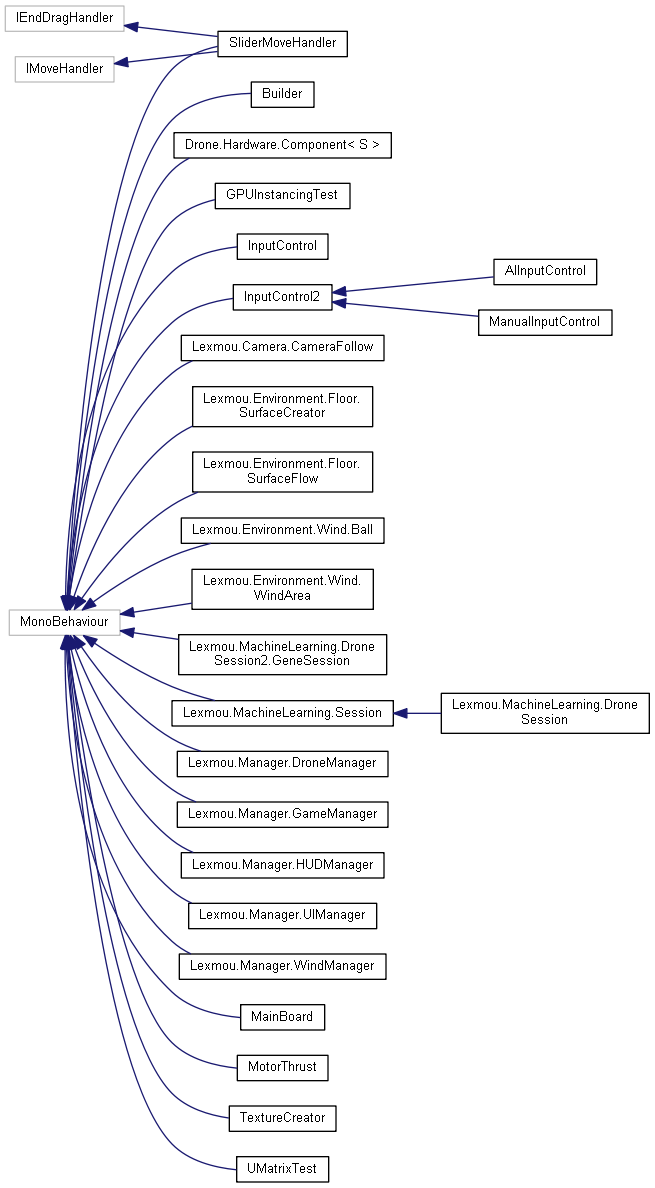 IEndDragHandler
SliderMoveHandler
IMoveHandler
Builder
Drone.Hardware.Component< S >
GPUInstancingTest
InputControl
AIInputControl
InputControl2
ManualInputControl
Lexmou.Camera.CameraFollow
Lexmou.Environment.Floor.
SurfaceCreator
Lexmou.Environment.Floor.
SurfaceFlow
Lexmou.Environment.Wind.Ball
Lexmou.Environment.Wind.
WindArea
MonoBehaviour
Lexmou.MachineLearning.Drone
Session2.GeneSession
Lexmou.MachineLearning.Session
Lexmou.MachineLearning.Drone
Session
Lexmou.Manager.DroneManager
Lexmou.Manager.GameManager
Lexmou.Manager.HUDManager
Lexmou.Manager.UIManager
Lexmou.Manager.WindManager
MainBoard
MotorThrust
TextureCreator
UMatrixTest